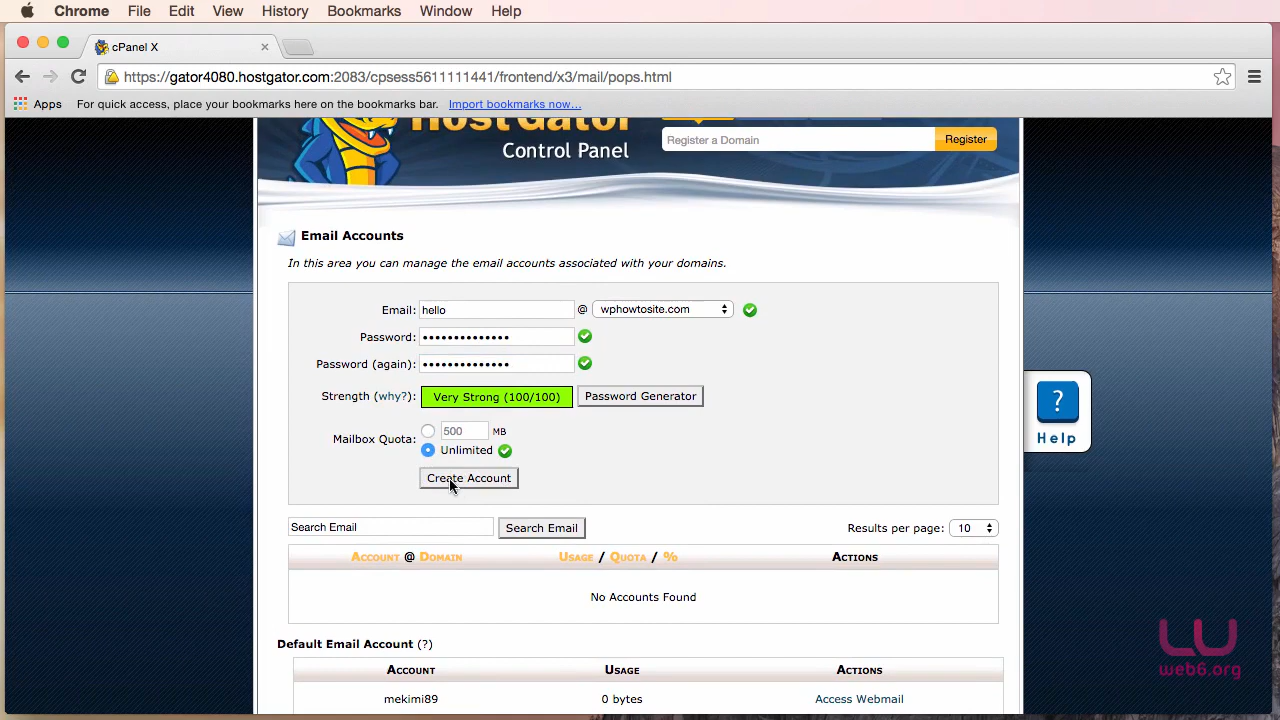 Chrome File Edit View History Bookmarks Window Help
cPanel X
https://gator4080.hostgator.com:2083/cpsess5611111441/frontend/x3/mail/pops.html
Apps For quick access, place your bookmarks here on the bookmarks bar. Import bookmarks now...
HostGator
Register a Domain Register
Control Panel
Email Accounts
In this area you can manage the email accounts associated with your domains.
Email: hello @ wphowtosite.com
Password: ••••••••••••••
Password (again): ••••••••••••••
Strength (why?): Very Strong (100/100) Password Generator
Mailbox Quota: 500 MB
Unlimited
Create Account
? Help
Search Email Search Email Results per page: 10
Account @ Domain Usage / Quota / % Actions
No Accounts Found
Default Email Account (?)
Account Usage Actions
mekimi89 0 bytes Access Webmail
web6.org